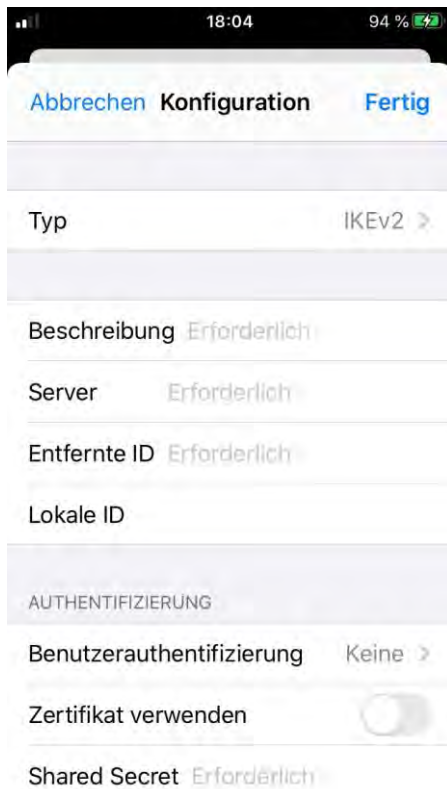 18:04 94 %
Abbrechen Konfiguration Fertig
Typ IKEv2
Beschreibung Erforderlich
Server Erforderlich
Entfernte ID Erforderlich
Lokale ID
AUTHENTIFIZIERUNG
Benutzerauthentifizierung Keine
Zertifikat verwenden
Shared Secret Erforderlich